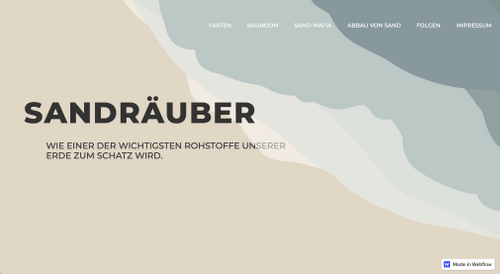 FAKTEN BAUBOOM SAND-MAFIA ABBAU VON SAND FOLGEN IMPRESSUM
SANDRÄUBER
WIE EINER DER WICHTIGSTEN ROHSTOFFE UNSERER
ERDE ZUM SCHATZ WIRD.
Made in Webflow